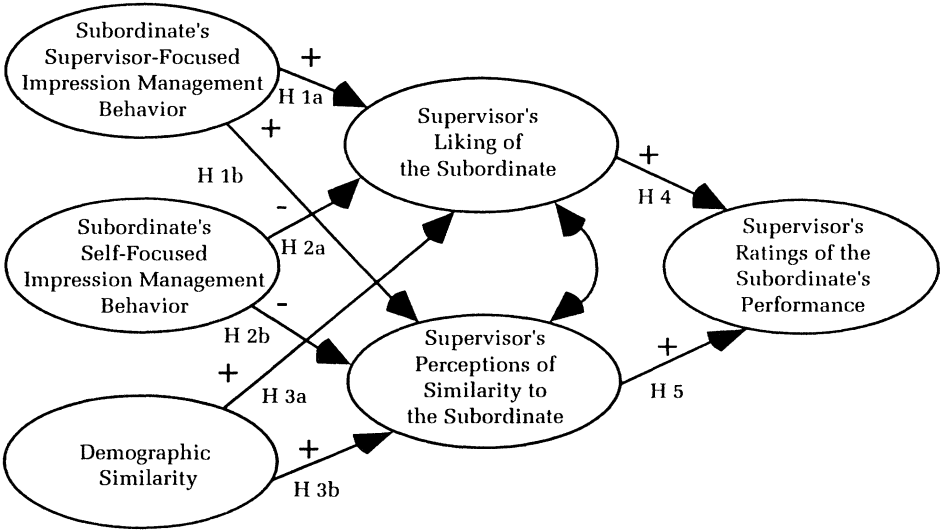 Subordinate's
Supervisor-Focused
Impression Management
Behavior
+
H 1a
+
H 1b
Supervisor's
Liking of
the Subordinate
+
H 4
Subordinate's
Self-Focused
Impression Management
Behavior
-
H 2a
-
H 2b
Supervisor's
Ratings of the
Subordinate's
Performance
Supervisor's
Perceptions of
Similarity to
the Subordinate
+
H 5
+
H 3a
Demographic
Similarity
+
H 3b